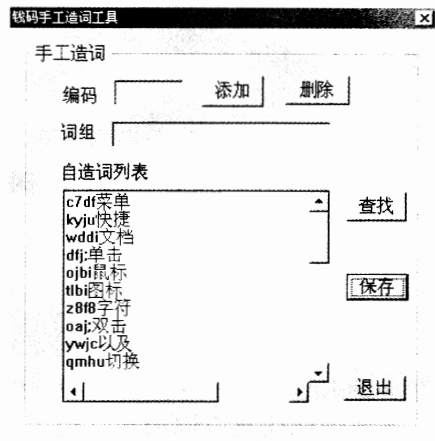 钱码手工造词工具
手工造词
编码 添加 删除
词组
自造词列表
c7df菜单
kyju快捷
wddi文档
dfj;单击
ojbi鼠标
tlbi图标
z8f8字符
oaj;双击
ywjc以及
qmhu切换
查找
保存
退出